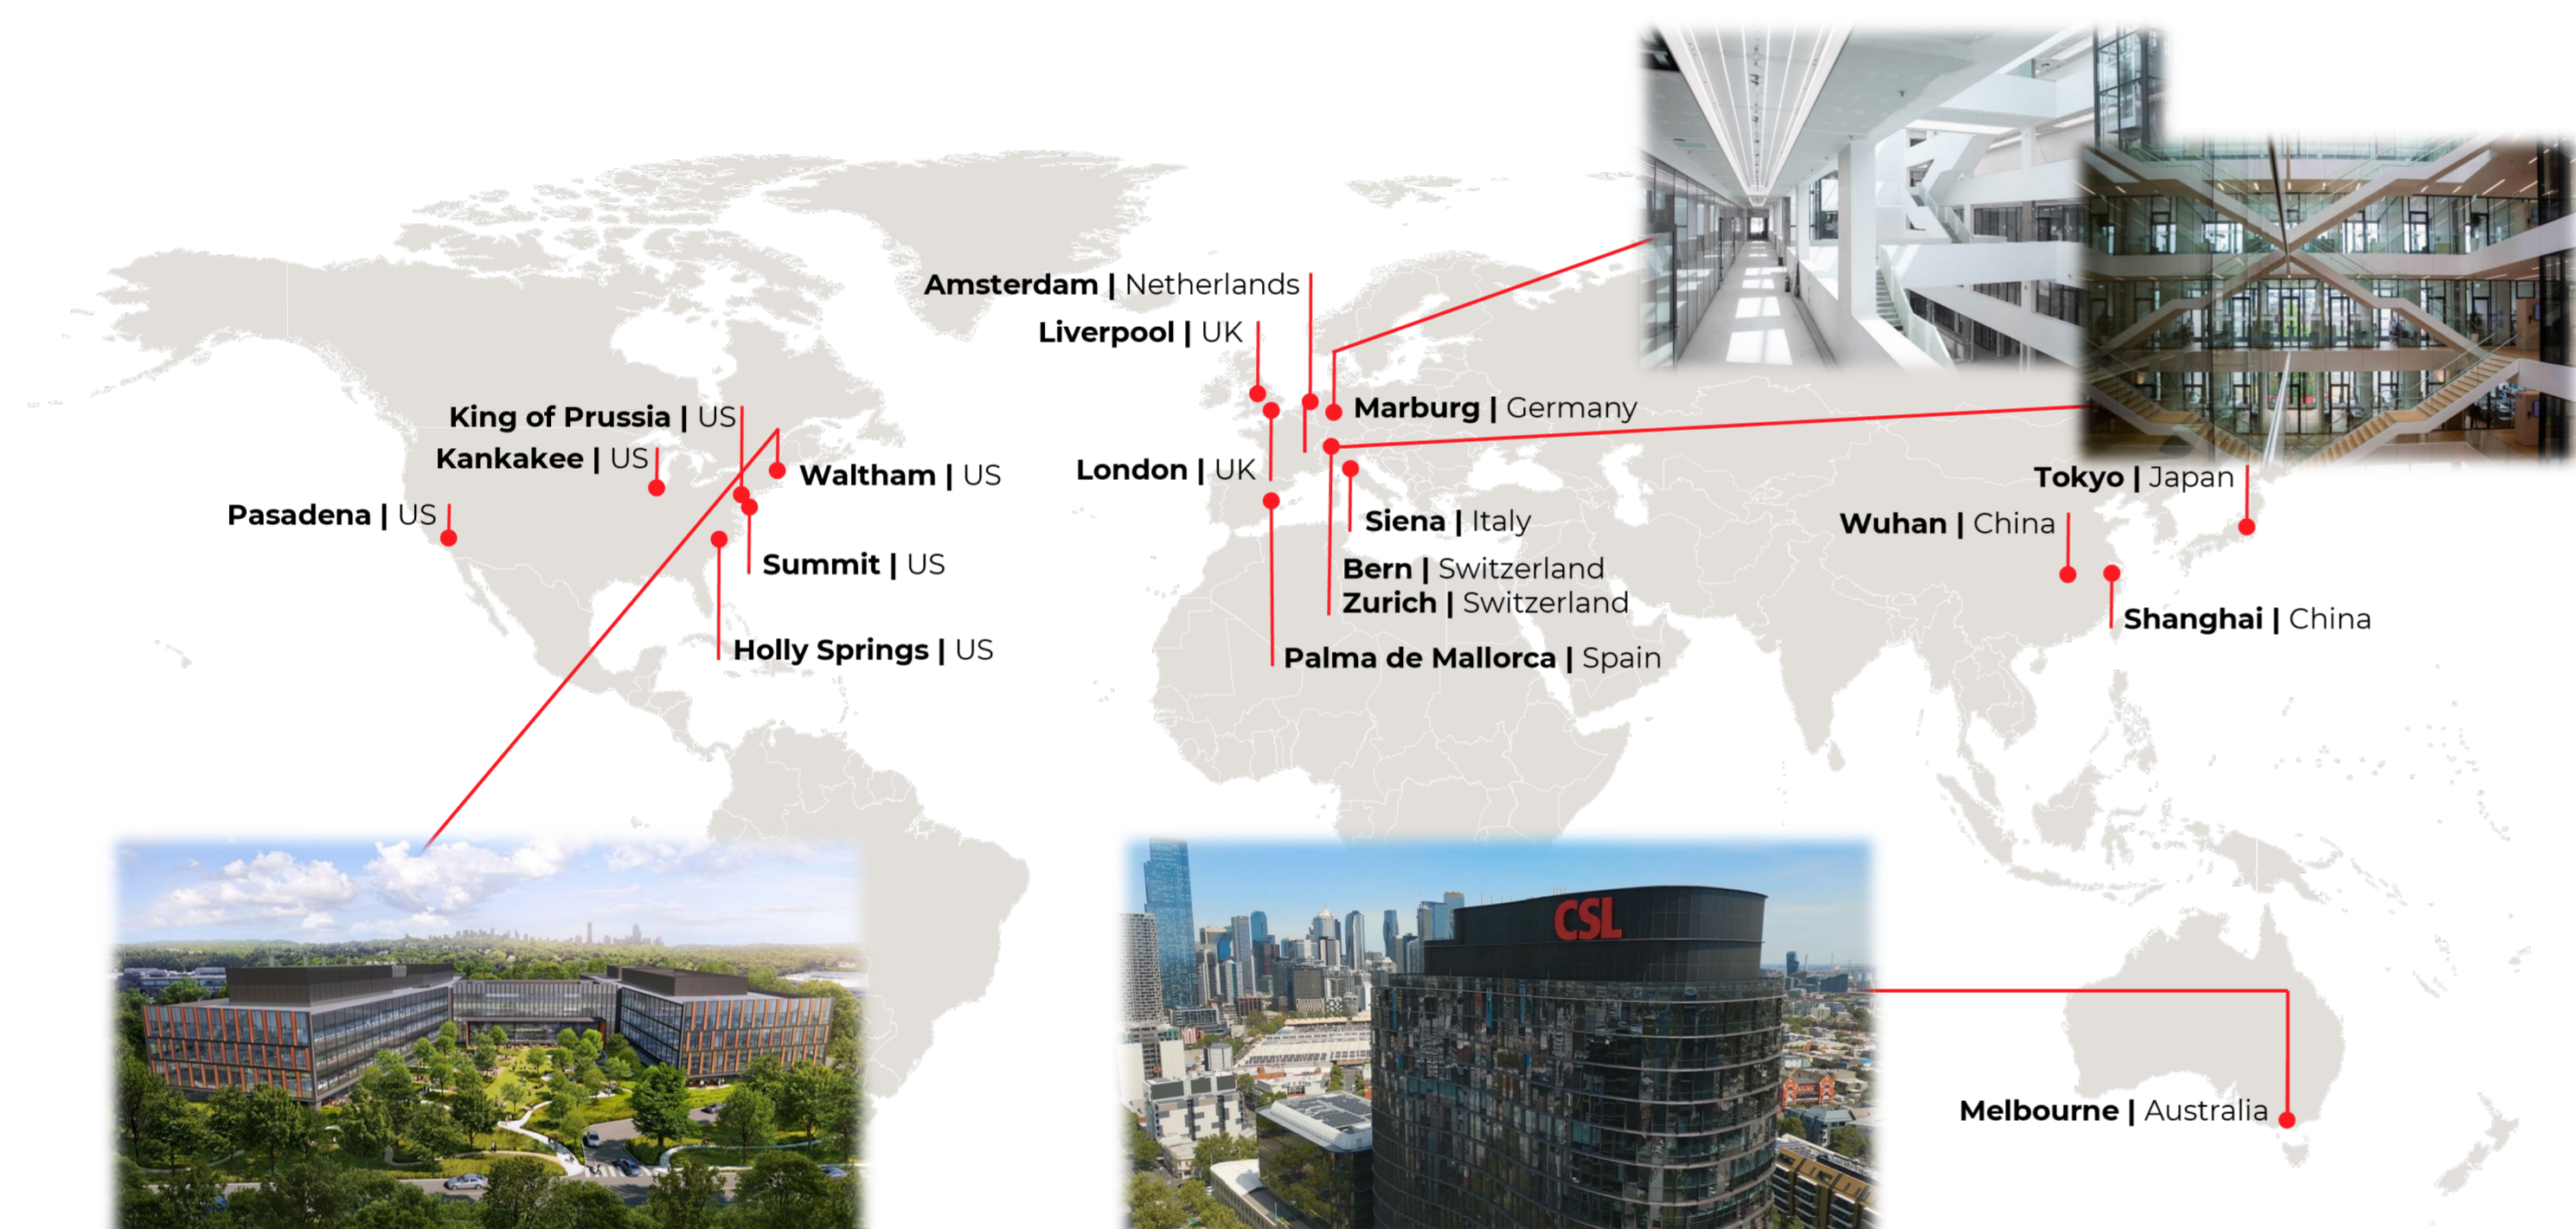 Amsterdam | Netherlands
Liverpool | UK
King of Prussia | US
Kankakee | US
Waltham | US
Pasadena | US
Summit | US
Holly Springs | US
Marburg | Germany
London | UK
Siena | Italy
Bern | Switzerland
Zurich | Switzerland
Palma de Mallorca | Spain
Tokyo | Japan
Wuhan | China
Shanghai | China
CSL
Melbourne | Australia